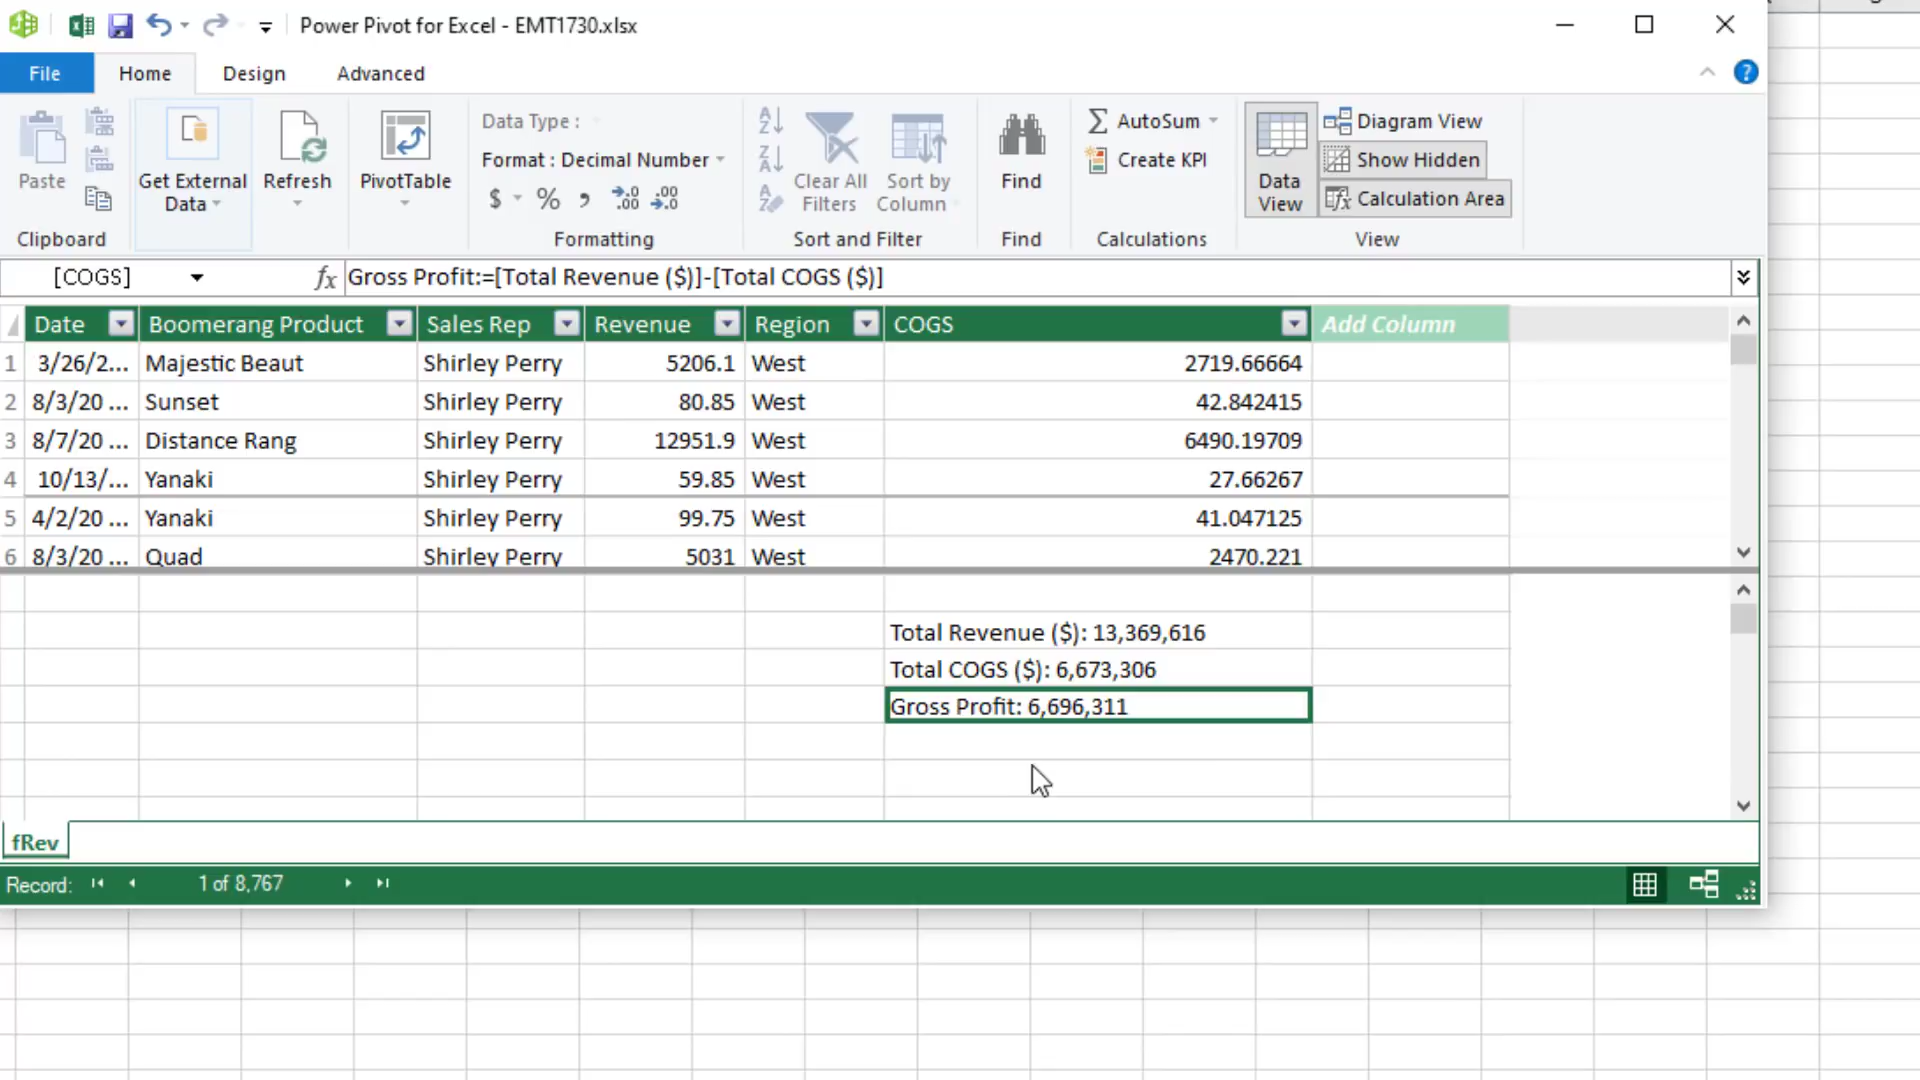 Power Pivot for Excel - EMT1730.xlsx
File Home Design Advanced
Paste
Get External Data
Refresh
PivotTable
Data Type :
Format : Decimal Number
$ % , .00 .00
Clear All Filters
Sort by Column
Find
AutoSum
Create KPI
Data View
Diagram View
Show Hidden
Calculation Area
Clipboard Formatting Sort and Filter Find Calculations View
[COGS] fx Gross Profit:=[Total Revenue ($)]-[Total COGS ($)]
Date Boomerang Product Sales Rep Revenue Region COGS Add Column
1 3/26/2... Majestic Beaut Shirley Perry 5206.1 West 2719.66664
2 8/3/20 ... Sunset Shirley Perry 80.85 West 42.842415
3 8/7/20 ... Distance Rang Shirley Perry 12951.9 West 6490.19709
4 10/13/... Yanaki Shirley Perry 59.85 West 27.66267
5 4/2/20 ... Yanaki Shirley Perry 99.75 West 41.047125
6 8/3/20 ... Quad Shirley Perry 5031 West 2470.221
Total Revenue ($): 13,369,616
Total COGS ($): 6,673,306
Gross Profit: 6,696,311
fRev
Record: 1 of 8,767